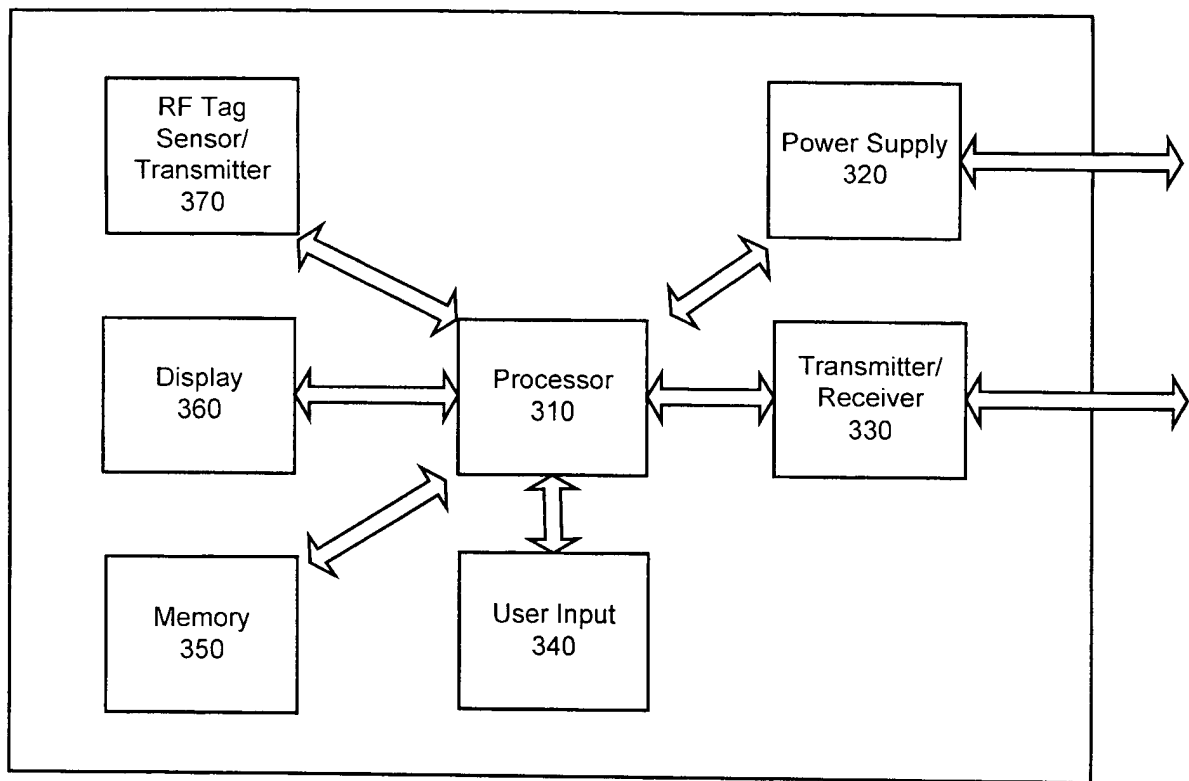 RF Tag
Sensor/
Transmitter
370
Power Supply
320
Display
360
Processor
310
Transmitter/
Receiver
330
Memory
350
User Input
340